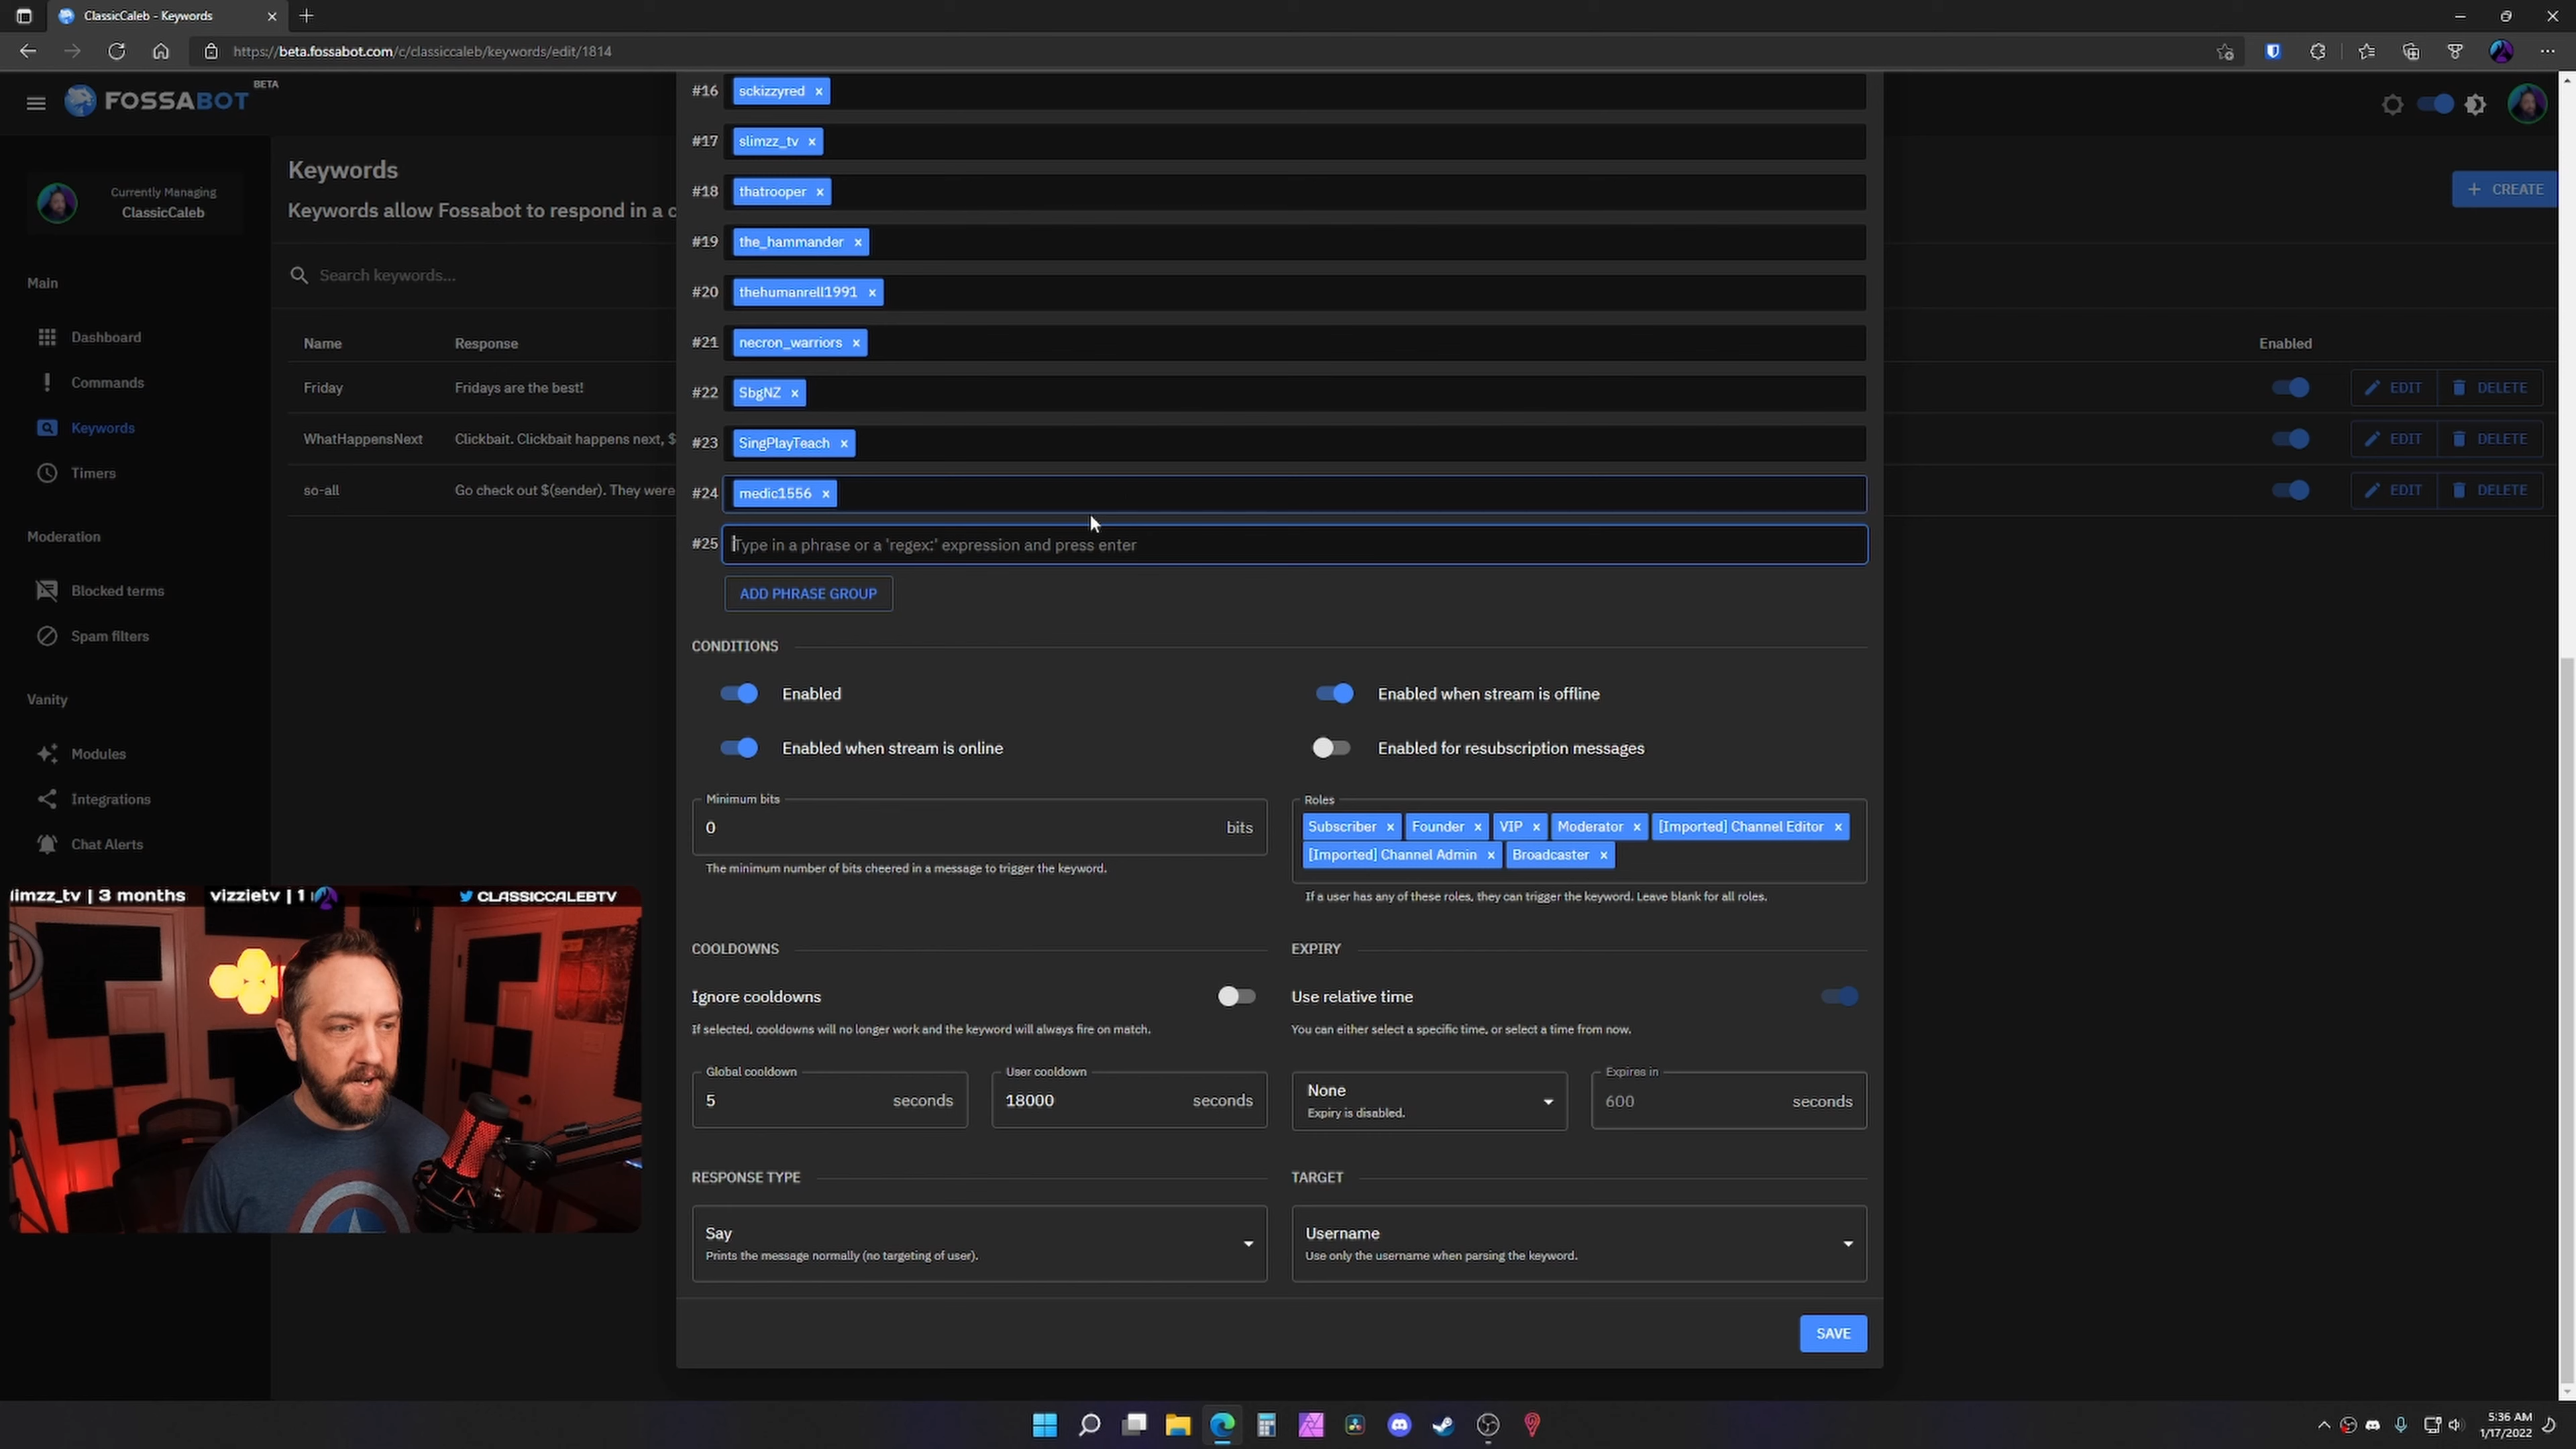 ClassicCaleb - Keywords
https://beta.fossabot.com/c/classiccaleb/keywords/edit/1814
FOSSABOT BETA
Currently Managing
ClassicCaleb
Main
Dashboard
Commands
Keywords
Timers
Moderation
Blocked terms
Spam filters
Vanity
Modules
Integrations
Chat Alerts
Keywords
Keywords allow Fossabot to respond in a c
Search keywords...
CREATE
Name Response Enabled
Friday Fridays are the best! EDIT DELETE
WhatHappensNext Clickbait. Clickbait happens next, $ EDIT DELETE
so-all Go check out $(sender). They were EDIT DELETE
#16 sckizzyred
#17 slimzz_tv
#18 thatrooper
#19 the_hammander
#20 thehumanrell1991
#21 necron_warriors
#22 SbgNZ
#23 SingPlayTeach
#24 medic1556
#25 Type in a phrase or a 'regex:' expression and press enter
ADD PHRASE GROUP
CONDITIONS
Enabled Enabled when stream is offline
Enabled when stream is online Enabled for resubscription messages
Minimum bits
0 bits
The minimum number of bits cheered in a message to trigger the keyword.
Roles
Subscriber Founder VIP Moderator [Imported] Channel Editor
[Imported] Channel Admin Broadcaster
If a user has any of these roles, they can trigger the keyword. Leave blank for all roles.
COOLDOWNS
Ignore cooldowns
If selected, cooldowns will no longer work and the keyword will always fire on match.
Global cooldown
5 seconds
User cooldown
18000 seconds
EXPIRY
Use relative time
You can either select a specific time, or select a time from now.
None
Expiry is disabled.
Expires in
600 seconds
RESPONSE TYPE
Say
Prints the message normally (no targeting of user).
TARGET
Username
Use only the username when parsing the keyword.
SAVE
limzz_tv | 3 months vizzietv | 1 CLASSICCALEBTV
5:36 AM
1/17/2022